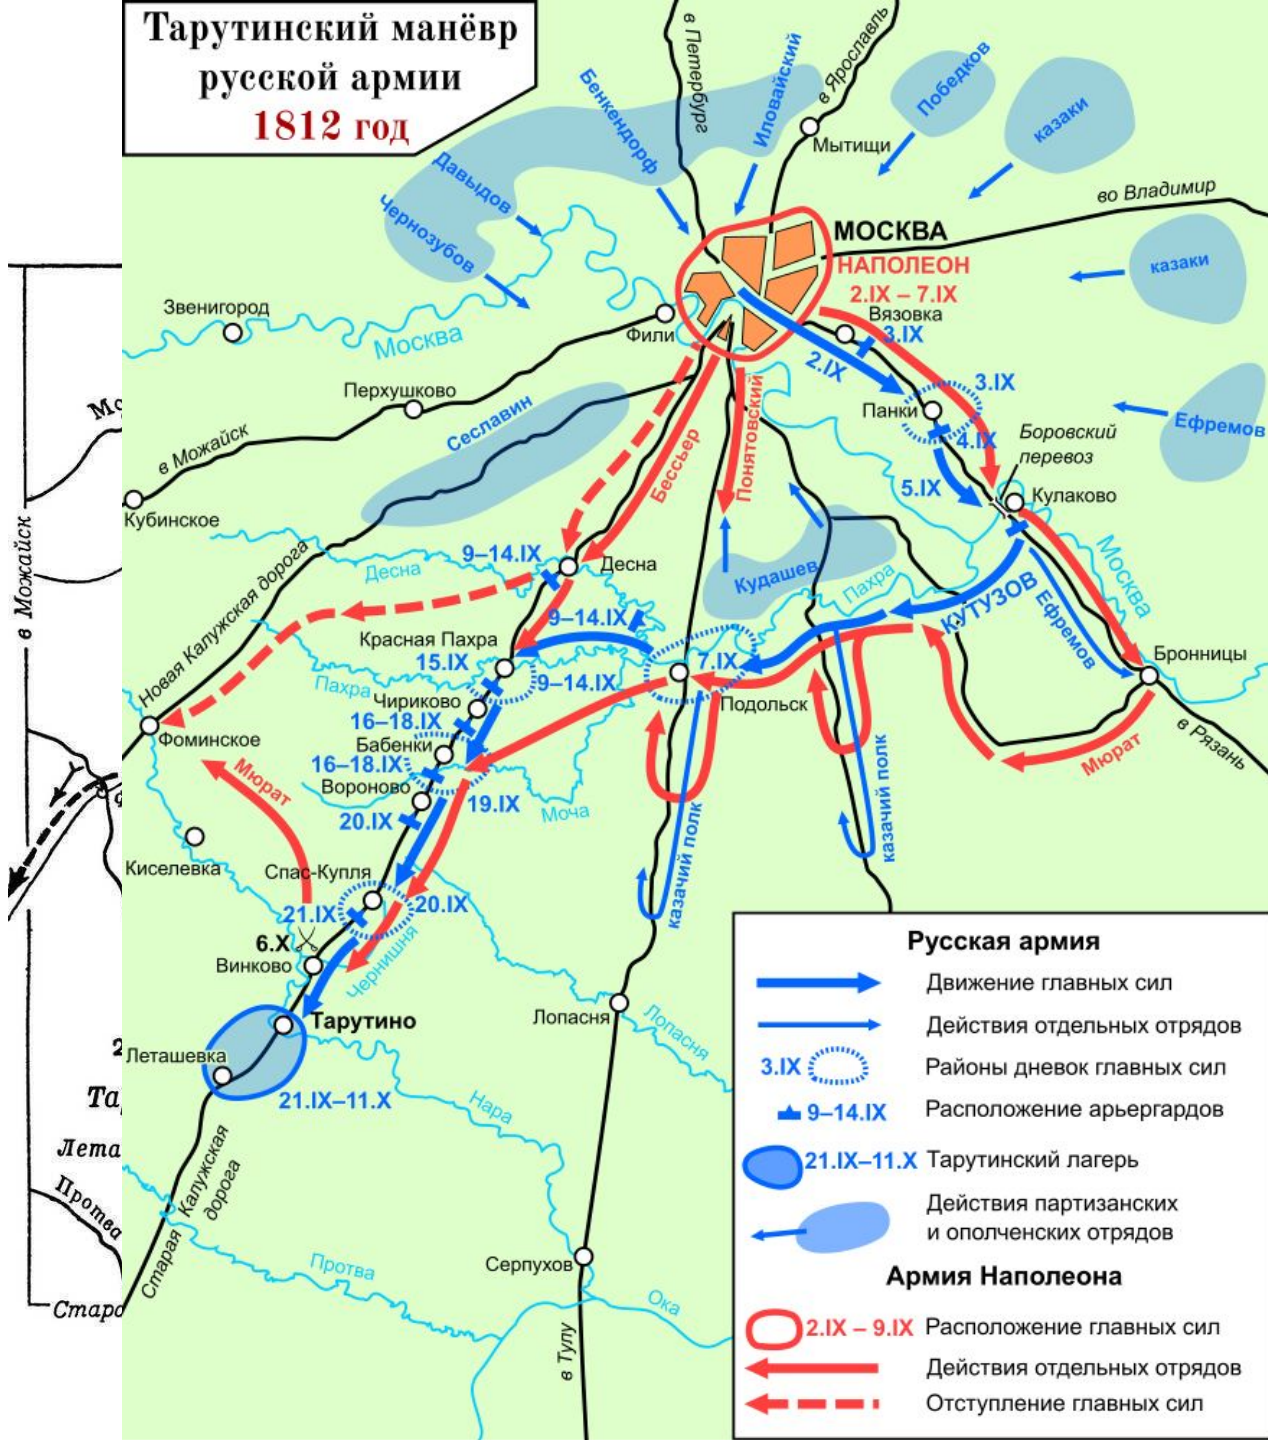 Тарутинский манёвр
русской армии
1812 год
в Петербург
в Ярославль
Бенкендорф
Иловайский
Победков
казаки
Мытищи
Давыдов
Чернозубов
во Владимир
МОСКВА
НАПОЛЕОН
2.IX – 7.IX
казаки
Звенигород
Москва
Фили
Вязовка
3.IX
2.IX
Перхушково
3.IX
Панки
4.IX
Ефремов
Сеславин
Боровский
перевоз
в Можайск
Бессьер
Понятовский
5.IX
Кулаково
Кубинское
в Можайск
Десна
9–14.IX
Десна
Кудашев
Пахра
КУТУЗОВ
Москва
Ефремов
Новая Калужская дорога
9–14.IX
Красная Пахра
15.IX
9–14.IX
7.IX
Бронницы
Пахра
Чириково
Подольск
16–18.IX
Фоминское
Бабенки
в Рязань
Мюрат
16–18.IX
Мюрат
Вороново
19.IX
Моча
20.IX
казачий полк
казачий полк
Киселевка
Спас-Купля
20.IX
21.IX
6.X
Винково
Чернишня
Лопасня
Лопасня
Тарутино
Леташевка
21.IX–11.X
Нара
Та
Лета
Протва
Старо
Старая Калужская
дорога
Протва
Серпухов
Ока
в Тулу
Русская армия
Движение главных сил
Действия отдельных отрядов
3.IX Районы дневок главных сил
9–14.IX Расположение арьергардов
21.IX–11.X Тарутинский лагерь
Действия партизанских
и ополченских отрядов
Армия Наполеона
2.IX – 9.IX Расположение главных сил
Действия отдельных отрядов
Отступление главных сил